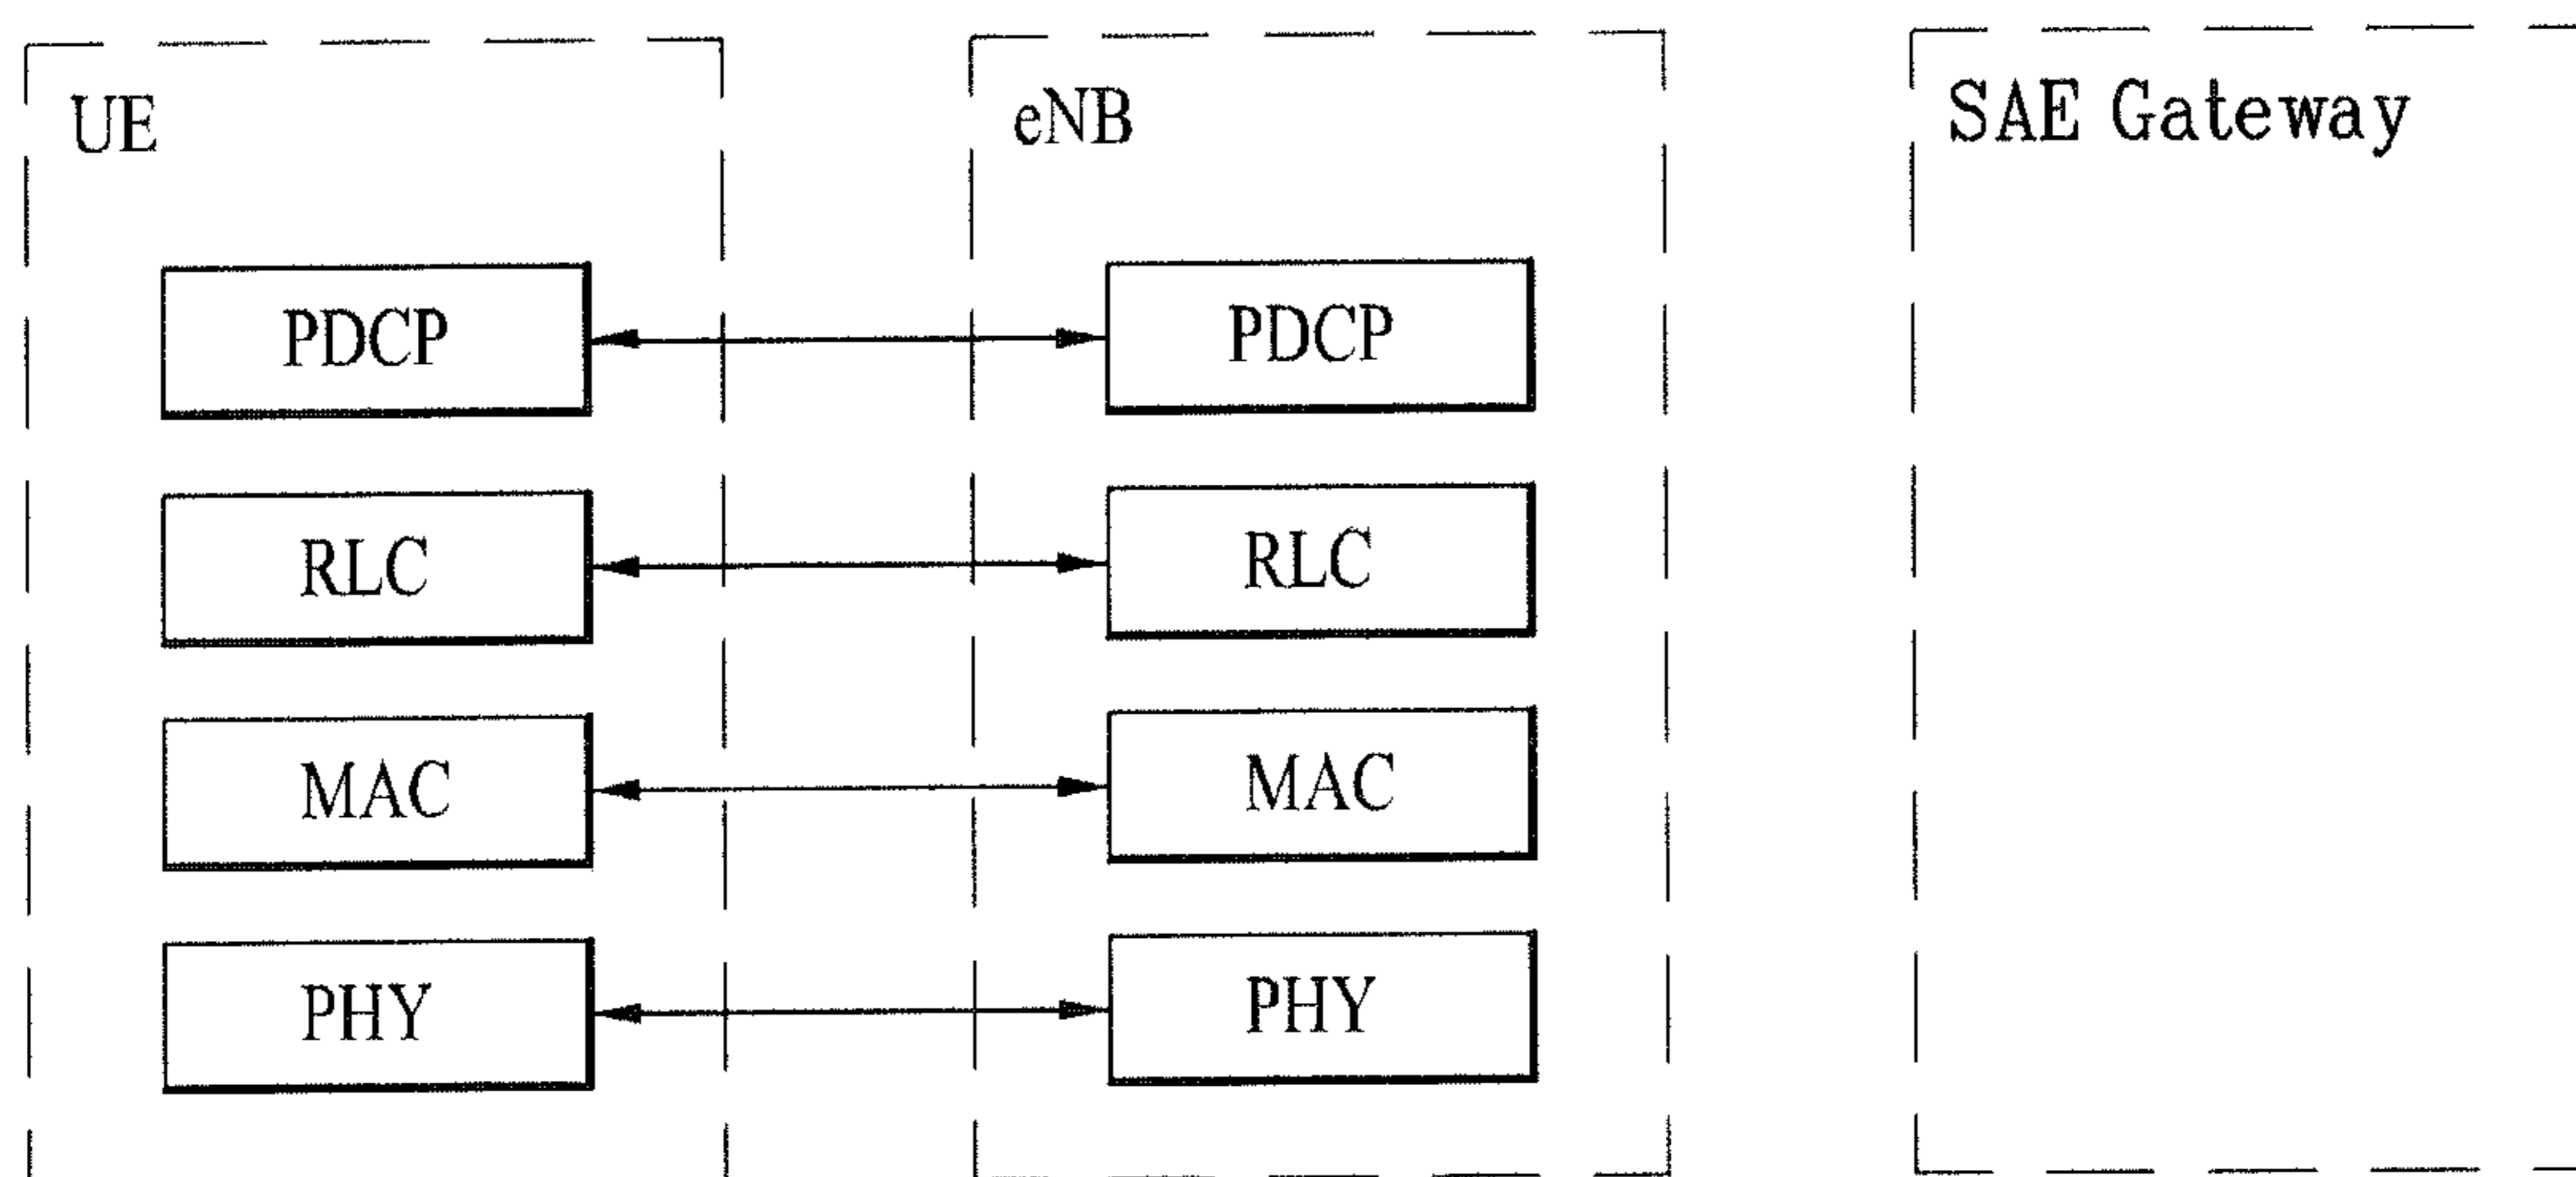 UE
eNB
SAE Gateway
PDCP
PDCP
RLC
RLC
MAC
MAC
PHY
PHY